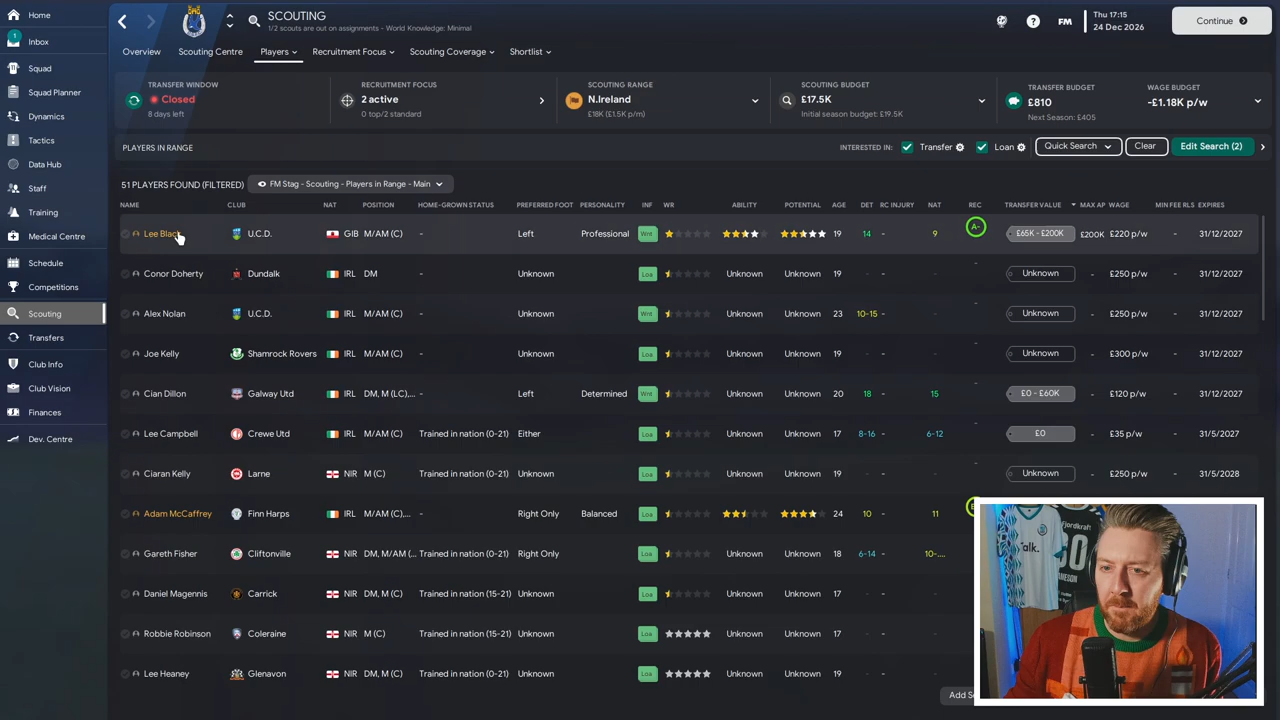 Home
Inbox
1
Squad
Squad Planner
Dynamics
Tactics
Data Hub
Staff
Training
Medical Centre
Schedule
Competitions
Scouting
Transfers
Club Info
Club Vision
Finances
Dev. Centre
SCOUTING
1/2 scouts are out on assignments - World Knowledge: Minimal
FM
Thu 17:15
24 Dec 2026
Continue
Overview Scouting Centre Players Recruitment Focus Scouting Coverage Shortlist
TRANSFER WINDOW
Closed
8 days left
RECRUITMENT FOCUS
2 active
0 top/2 standard
SCOUTING RANGE
N.Ireland
£18K (£1.5K p/m)
SCOUTING BUDGET
£17.5K
Initial season budget: £19.5K
TRANSFER BUDGET
£810
Next Season: £405
WAGE BUDGET
-£1.18K p/w
PLAYERS IN RANGE
INTERESTED IN: Transfer Loan Quick Search Clear Edit Search (2)
51 PLAYERS FOUND (FILTERED) FM Stag - Scouting - Players in Range - Main
NAME CLUB NAT POSITION HOME-GROWN STATUS PREFERRED FOOT PERSONALITY INF WR ABILITY POTENTIAL AGE DET RC INJURY NAT REC TRANSFER VALUE MAX AP WAGE MIN FEE RLS EXPIRES
Lee Black U.C.D. GIB M/AM (C) - Left Professional Wnt 19 14 - 9 A- £65K - £200K £200K £220 p/w - 31/12/2027
Conor Doherty Dundalk IRL DM - Unknown Loa Unknown Unknown 19 - - - - Unknown - £250 p/w - 31/12/2027
Alex Nolan U.C.D. IRL M/AM (C) - Unknown Wnt Unknown Unknown 23 10-15 - - - Unknown - £250 p/w - 31/12/2027
Joe Kelly Shamrock Rovers IRL M/AM (C) - Unknown Loa Unknown Unknown 19 - - - - Unknown - £300 p/w - 31/12/2027
Cian Dillon Galway Utd IRL DM, M (LC),... - Left Determined Wnt Unknown Unknown 20 18 - 15 - £0 - £60K - £120 p/w - 31/12/2027
Lee Campbell Crewe Utd IRL M/AM (C) Trained in nation (0-21) Either Loa Unknown Unknown 17 8-16 - 6-12 - £0 - £35 p/w - 31/5/2027
Ciaran Kelly Larne NIR M (C) Trained in nation (0-21) Unknown Loa Unknown Unknown 19 - - - - Unknown - £250 p/w - 31/5/2028
Adam McCaffrey Finn Harps IRL M/AM (C),... Trained in nation (0-21) Right Only Balanced Loa 24 10 - 11
Gareth Fisher Cliftonville NIR DM, M/AM (... Trained in nation (0-21) Right Only Loa Unknown Unknown 18 6-14 - 10-....
Daniel Magennis Carrick NIR DM, M (C) Trained in nation (15-21) Unknown Loa Unknown Unknown 17 - - -
Robbie Robinson Coleraine NIR M (C) Trained in nation (15-21) Unknown Loa Unknown Unknown 17 - - -
Lee Heaney Glenavon NIR DM, M (C) Trained in nation (0-21) Unknown Loa Unknown Unknown 19 - - -